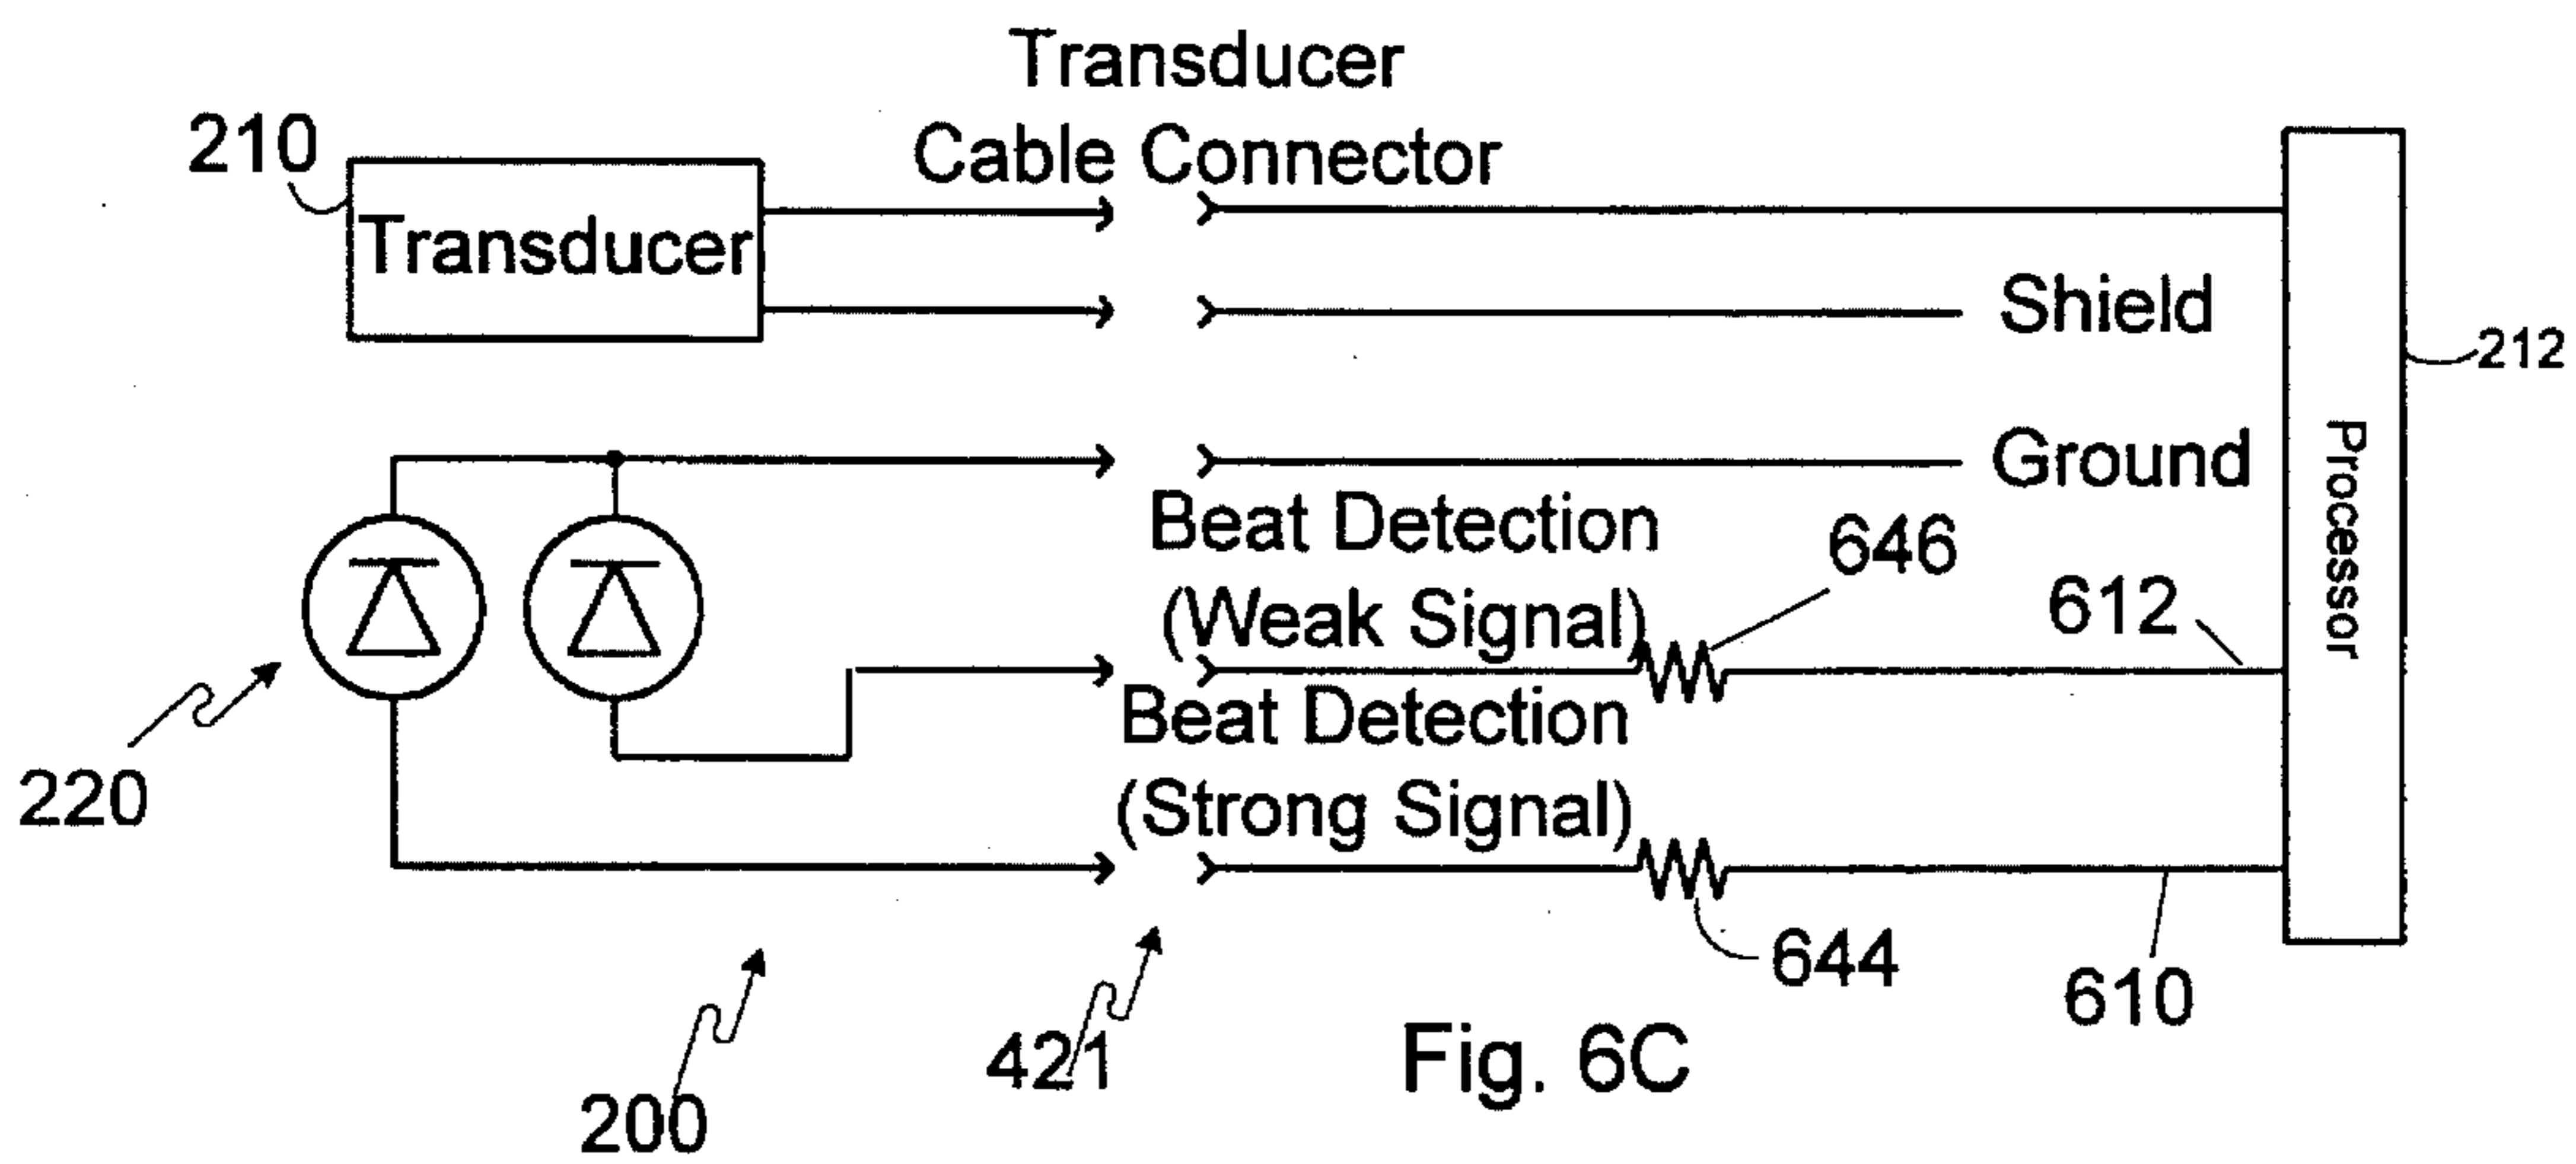 Transducer
Cable Connector
210
Transducer
Shield
212
Processor
Ground
Beat Detection
(Weak Signal)
646
612
Beat Detection
(Strong Signal)
220
644
610
421
200
Fig. 6C